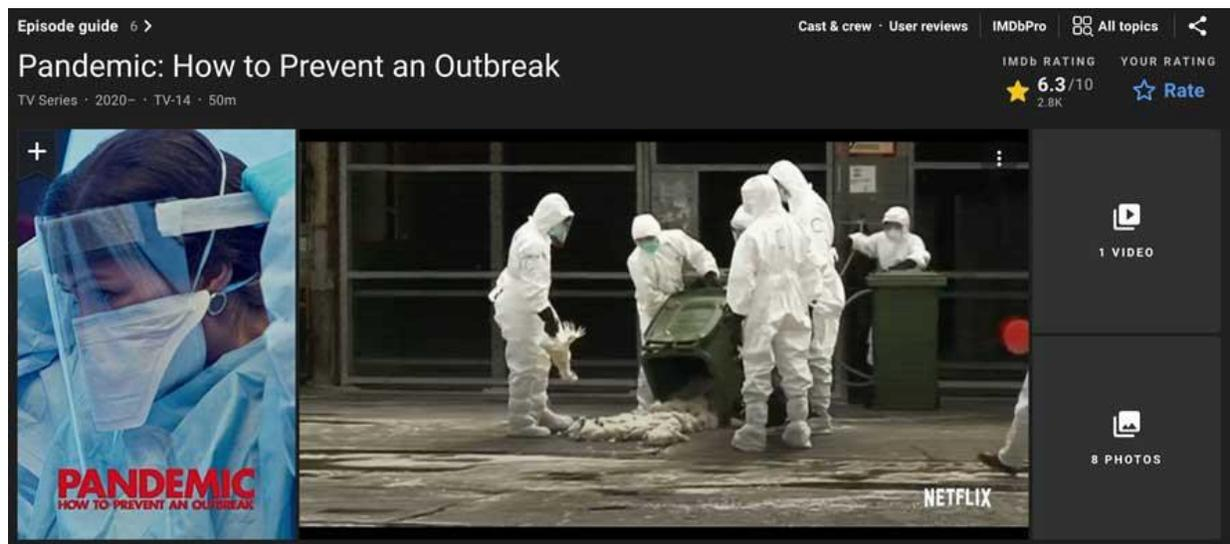 Episode guide 6
Cast & crew · User reviews IMDbPro All topics
Pandemic: How to Prevent an Outbreak
TV Series · 2020– · TV-14 · 50m
IMDb RATING YOUR RATING
6.3/10 Rate
2.8K
1 VIDEO
8 PHOTOS
PANDEMIC
HOW TO PREVENT AN OUTBREAK
NETFLIX